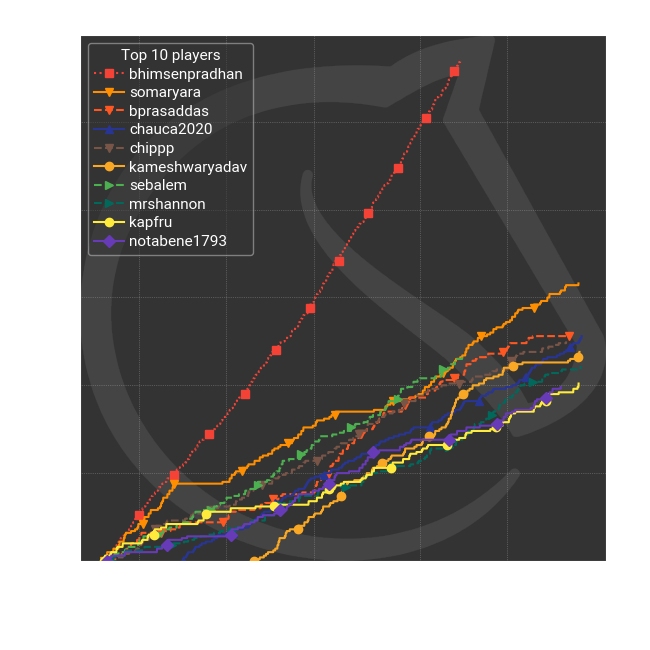 Top 10 players
bhimsenpradhan
somaryara
bprasaddas
chauca2020
chippp
kameshwaryadav
sebalem
mrshannon
kapfru
notabene1793